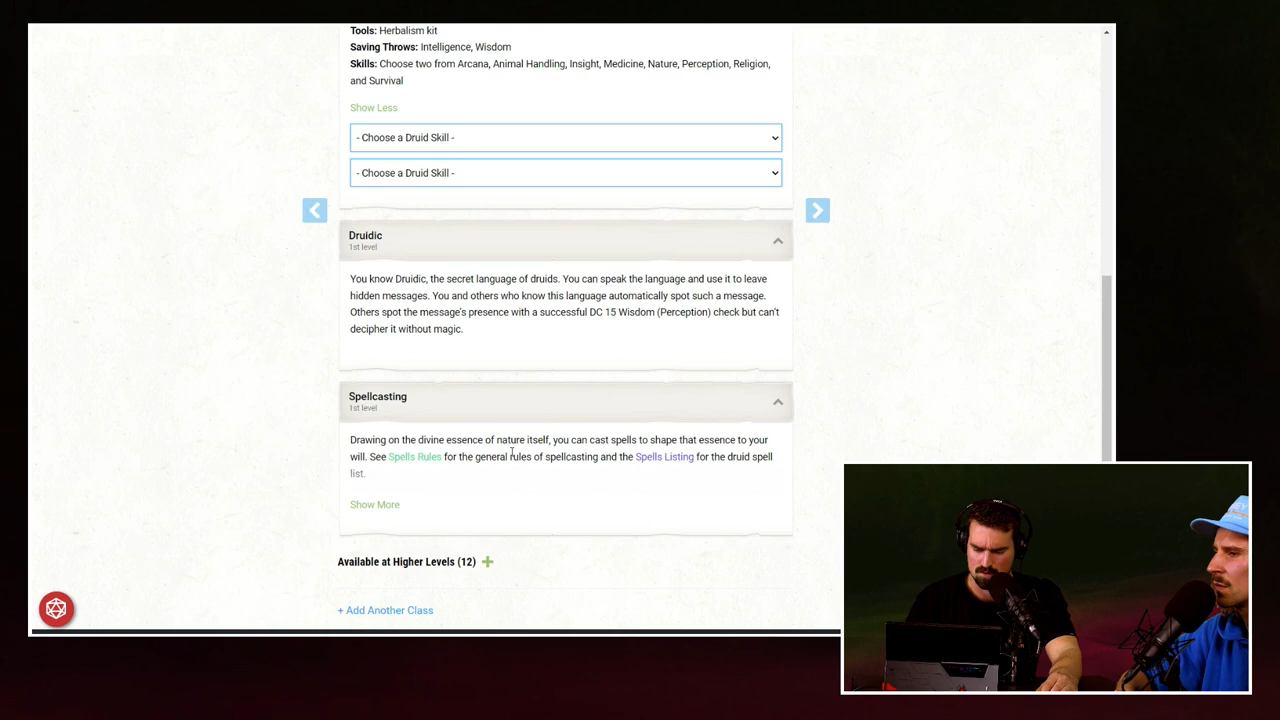 Tools: Herbalism kit
Saving Throws: Intelligence, Wisdom
Skills: Choose two from Arcana, Animal Handling, Insight, Medicine, Nature, Perception, Religion,
and Survival
Show Less
- Choose a Druid Skill -
- Choose a Druid Skill -
Druidic
1st level
You know Druidic, the secret language of druids. You can speak the language and use it to leave
hidden messages. You and others who know this language automatically spot such a message.
Others spot the message's presence with a successful DC 15 Wisdom (Perception) check but can't
decipher it without magic.
Spellcasting
1st level
Drawing on the divine essence of nature itself, you can cast spells to shape that essence to your
will. See Spells Rules for the general rules of spellcasting and the Spells Listing for the druid spell
list.
Show More
Available at Higher Levels (12)
+ Add Another Class